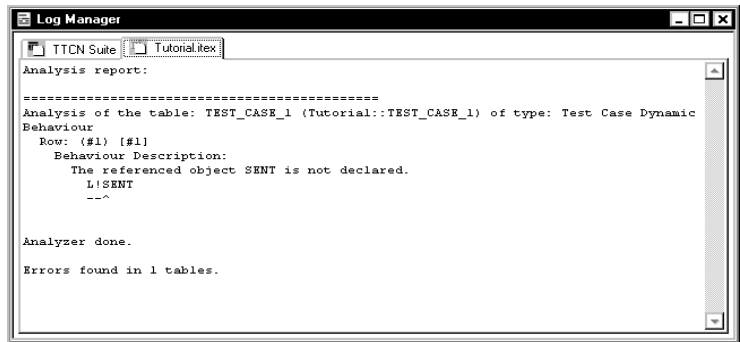 Log Manager
TTCN Suite Tutorial.itex
Analysis report:
==============================================
Analysis of the table: TEST_CASE_1 (Tutorial::TEST_CASE_1) of type: Test Case Dynamic
Behaviour
Row: (#1) [#1]
Behaviour Description:
The referenced object SENT is not declared.
L!SENT
--^
Analyzer done.
Errors found in 1 tables.